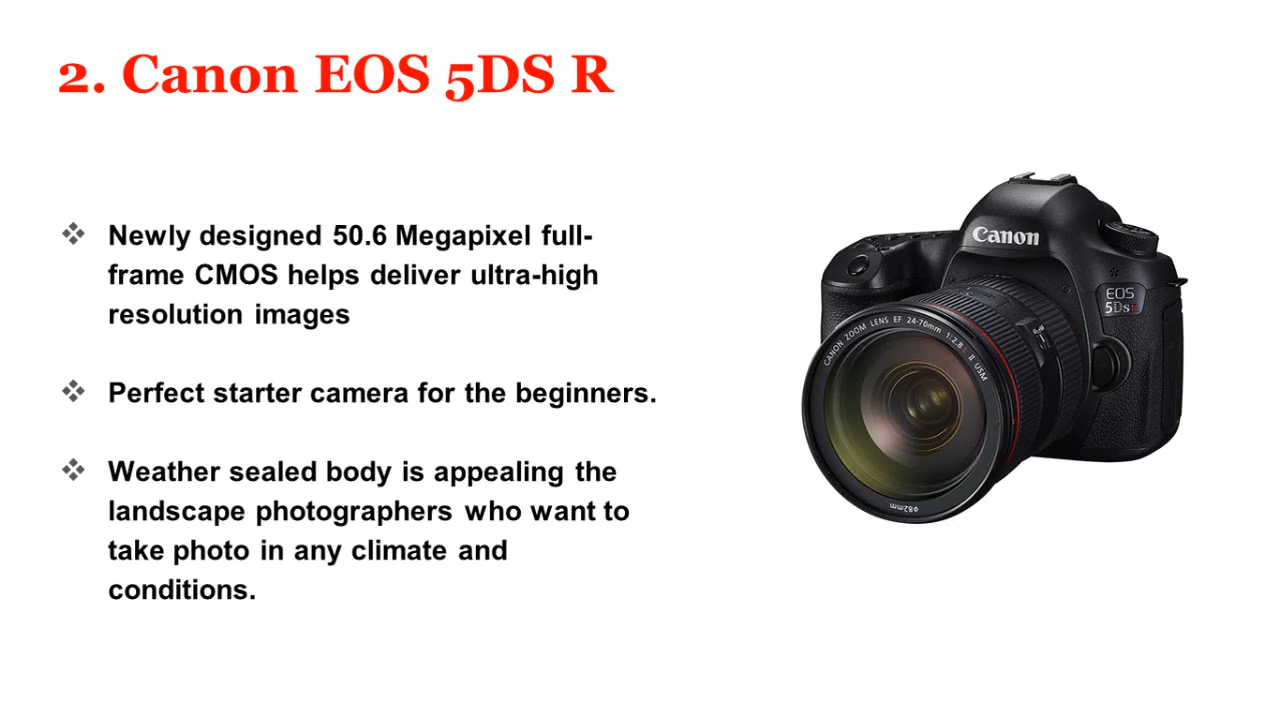 2. Canon EOS 5DS R
Newly designed 50.6 Megapixel full-
frame CMOS helps deliver ultra-high
resolution images
Perfect starter camera for the beginners.
Weather sealed body is appealing the
landscape photographers who want to
take photo in any climate and
conditions.
Canon
EOS
5Ds R
CANON ZOOM LENS EF 24-70mm 1:2.8 L II USM
Φ82mm